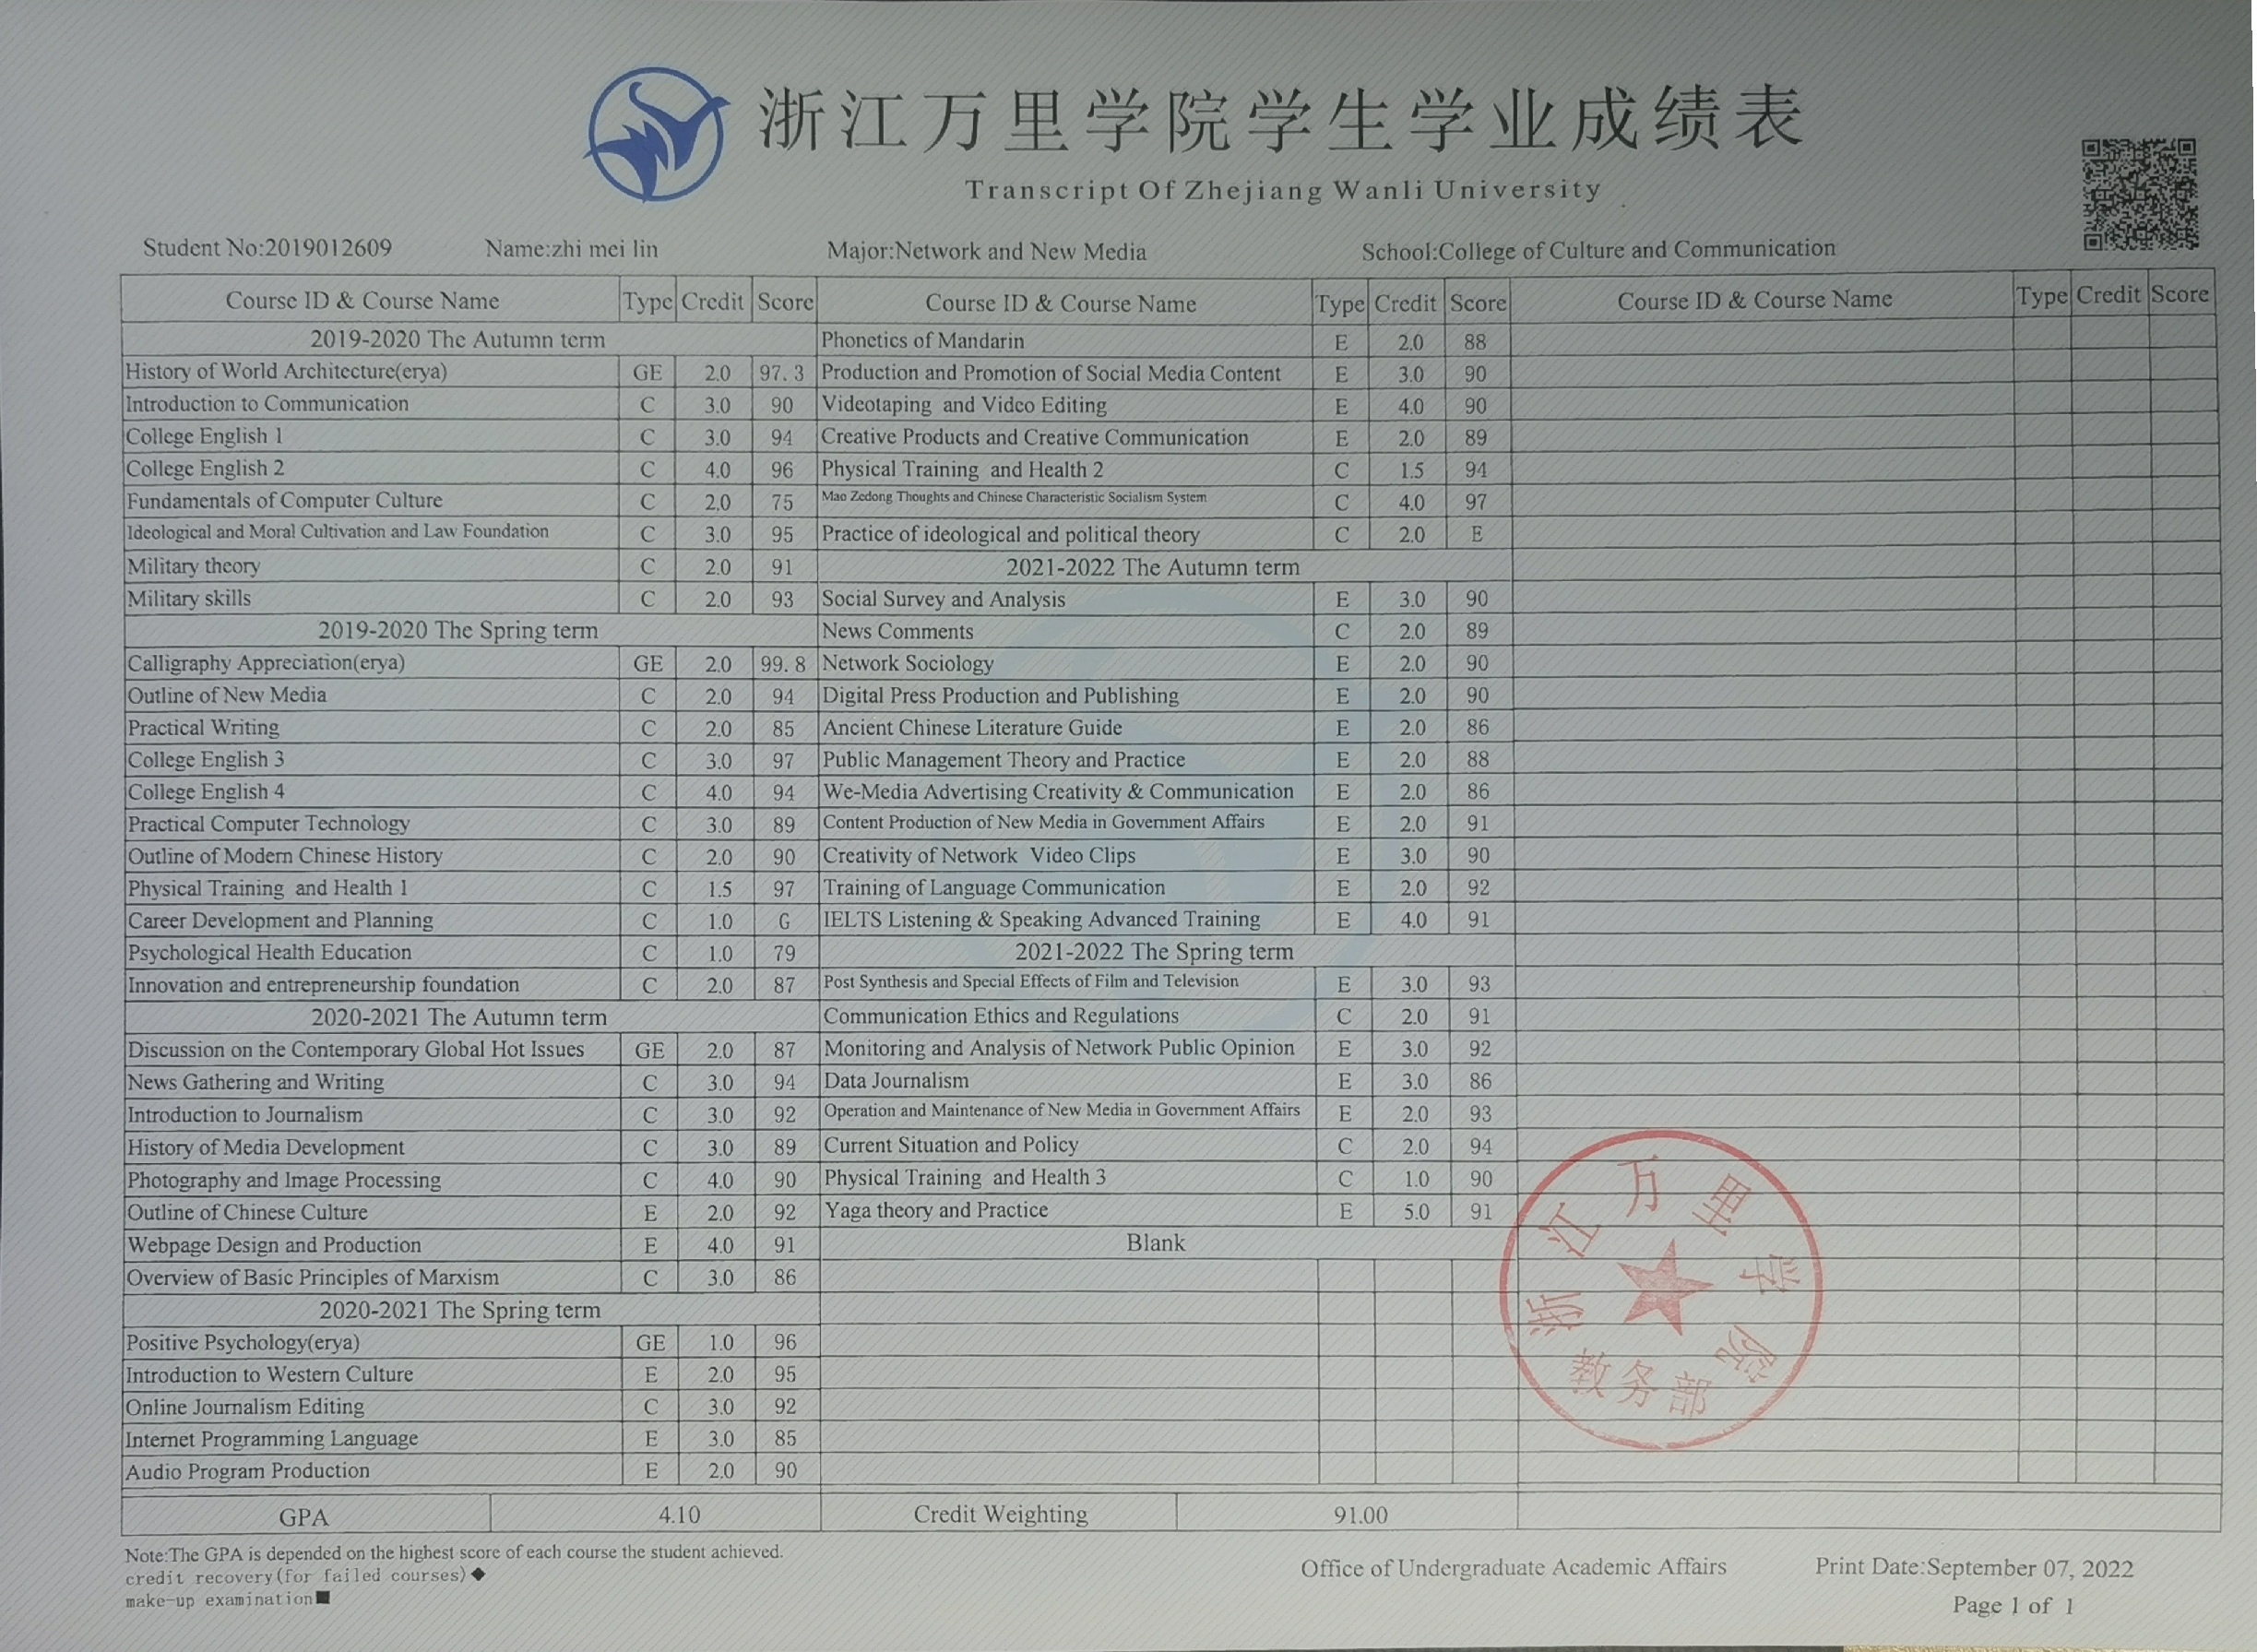 浙江万里学院学生学业成绩表
Transcript Of Zhejiang Wanli University
Student No:2019012609 Name:zhi mei lin Major:Network and New Media School:College of Culture and Communication
Course ID & Course Name Type Credit Score Course ID & Course Name Type Credit Score Course ID & Course Name Type Credit Score
2019-2020 The Autumn term
History of World Architecture(erya) GE 2.0 97.3
Introduction to Communication C 3.0 90
College English 1 C 3.0 94
College English 2 C 4.0 96
Fundamentals of Computer Culture C 2.0 75
Ideological and Moral Cultivation and Law Foundation C 3.0 95
Military theory C 2.0 91
Military skills C 2.0 93
2019-2020 The Spring term
Calligraphy Appreciation(erya) GE 2.0 99.8
Outline of New Media C 2.0 94
Practical Writing C 2.0 85
College English 3 C 3.0 97
College English 4 C 4.0 94
Practical Computer Technology C 3.0 89
Outline of Modern Chinese History C 2.0 90
Physical Training and Health 1 C 1.5 97
Career Development and Planning C 1.0 G
Psychological Health Education C 1.0 79
Innovation and entrepreneurship foundation C 2.0 87
2020-2021 The Autumn term
Discussion on the Contemporary Global Hot Issues GE 2.0 87
News Gathering and Writing C 3.0 94
Introduction to Journalism C 3.0 92
History of Media Development C 3.0 89
Photography and Image Processing C 4.0 90
Outline of Chinese Culture E 2.0 92
Webpage Design and Production E 4.0 91
Overview of Basic Principles of Marxism C 3.0 86
2020-2021 The Spring term
Positive Psychology(erya) GE 1.0 96
Introduction to Western Culture E 2.0 95
Online Journalism Editing C 3.0 92
Internet Programming Language E 3.0 85
Audio Program Production E 2.0 90
Phonetics of Mandarin E 2.0 88
Production and Promotion of Social Media Content E 3.0 90
Videotaping and Video Editing E 4.0 90
Creative Products and Creative Communication E 2.0 89
Physical Training and Health 2 C 1.5 94
Mao Zedong Thoughts and Chinese Characteristic Socialism System C 4.0 97
Practice of ideological and political theory C 2.0 E
2021-2022 The Autumn term
Social Survey and Analysis E 3.0 90
News Comments C 2.0 89
Network Sociology E 2.0 90
Digital Press Production and Publishing E 2.0 90
Ancient Chinese Literature Guide E 2.0 86
Public Management Theory and Practice E 2.0 88
We-Media Advertising Creativity & Communication E 2.0 86
Content Production of New Media in Government Affairs E 2.0 91
Creativity of Network Video Clips E 3.0 90
Training of Language Communication E 2.0 92
IELTS Listening & Speaking Advanced Training E 4.0 91
2021-2022 The Spring term
Post Synthesis and Special Effects of Film and Television E 3.0 93
Communication Ethics and Regulations C 2.0 91
Monitoring and Analysis of Network Public Opinion E 3.0 92
Data Journalism E 3.0 86
Operation and Maintenance of New Media in Government Affairs E 2.0 93
Current Situation and Policy C 2.0 94
Physical Training and Health 3 C 1.0 90
Yaga theory and Practice E 5.0 91
Blank
浙江万里学院
教务部
GPA 4.10 Credit Weighting 91.00
Note:The GPA is depended on the highest score of each course the student achieved.
credit recovery(for failed courses)◆
make-up examination■
Office of Undergraduate Academic Affairs Print Date:September 07, 2022
Page 1 of 1